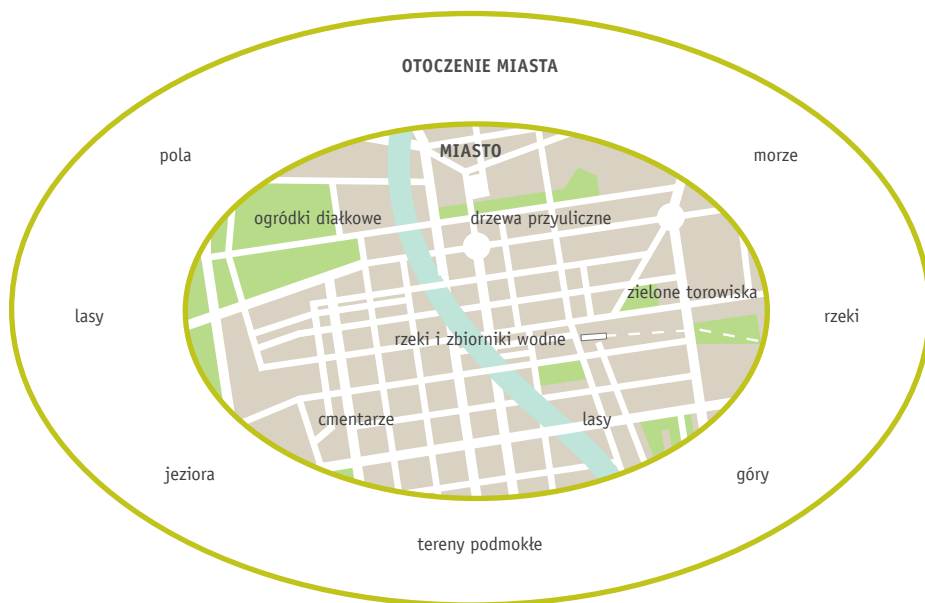 OTOCZENIE MIASTA
MIASTO
pola
morze
ogródki działkowe
drzewa przyuliczne
zielone torowiska
lasy
rzeki
rzeki i zbiorniki wodne
cmentarze
lasy
jeziora
góry
tereny podmokłe